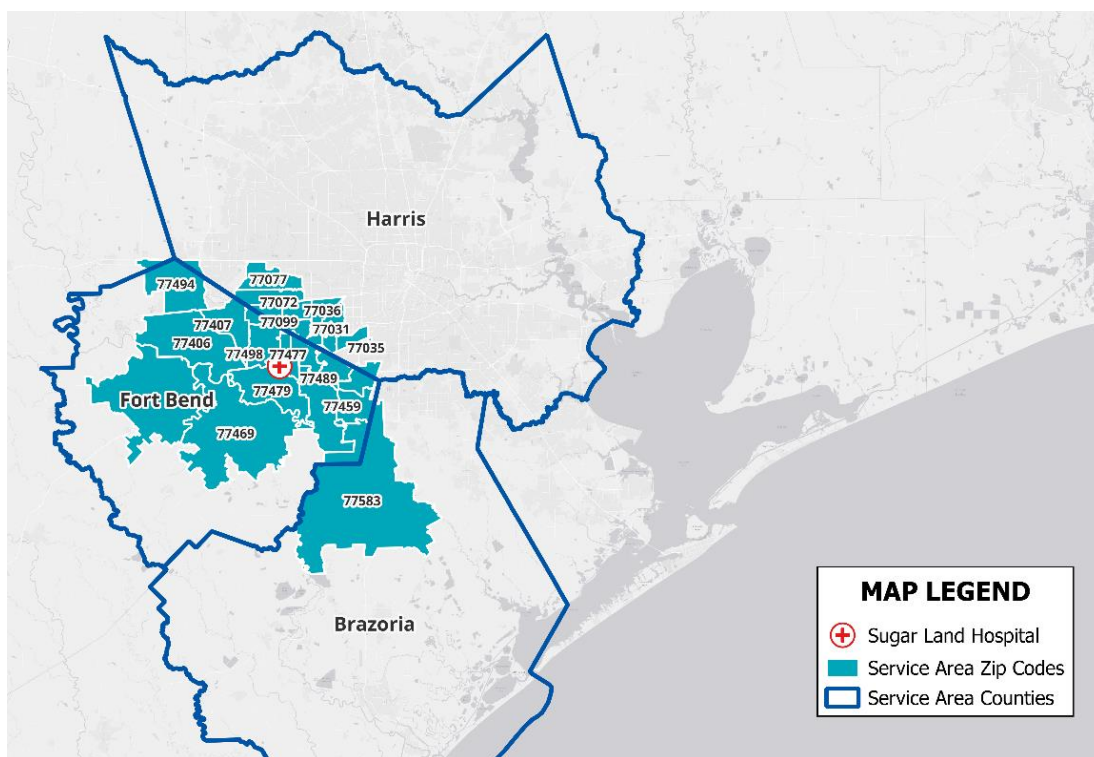 Harris
77077
77494
77072
77036
77407
77099
77031
77406
77035
77498
77477
77489
77479
Fort Bend
77459
77469
77583
Brazoria
MAP LEGEND
Sugar Land Hospital
Service Area Zip Codes
Service Area Counties